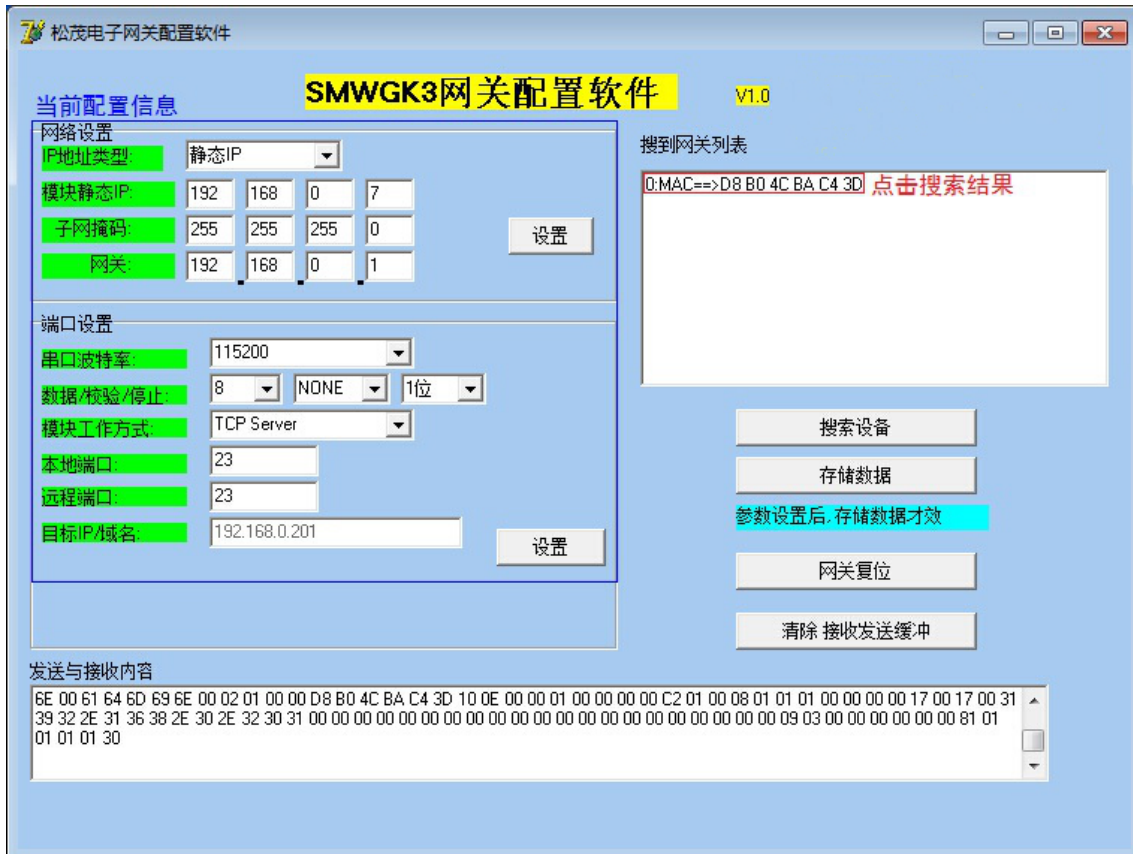 松茂电子网关配置软件
SMWGK3网关配置软件 V1.0
当前配置信息
网络设置
IP地址类型: 静态IP
模块静态IP: 192 168 0 7
子网掩码: 255 255 255 0
设置
网关: 192 168 0 1
端口设置
串口波特率: 115200
数据/校验/停止: 8 NONE 1位
模块工作方式: TCP Server
本地端口: 23
远程端口: 23
目标IP/域名: 192.168.0.201
设置
搜到网关列表
0:MAC==>D8 B0 4C BA C4 3D 点击搜索结果
搜索设备
存储数据
参数设置后,存储数据才效
网关复位
清除 接收发送缓冲
发送与接收内容
6E 00 61 64 6D 69 6E 00 02 01 00 00 D8 B0 4C BA C4 3D 10 0E 00 00 01 00 00 00 00 C2 01 00 08 01 01 01 00 00 00 00 17 00 17 00 31
39 32 2E 31 36 38 2E 30 2E 32 30 31 00 00 00 00 00 00 00 00 00 00 00 00 00 00 00 00 00 00 00 00 00 09 03 00 00 00 00 00 00 81 01
01 01 01 30